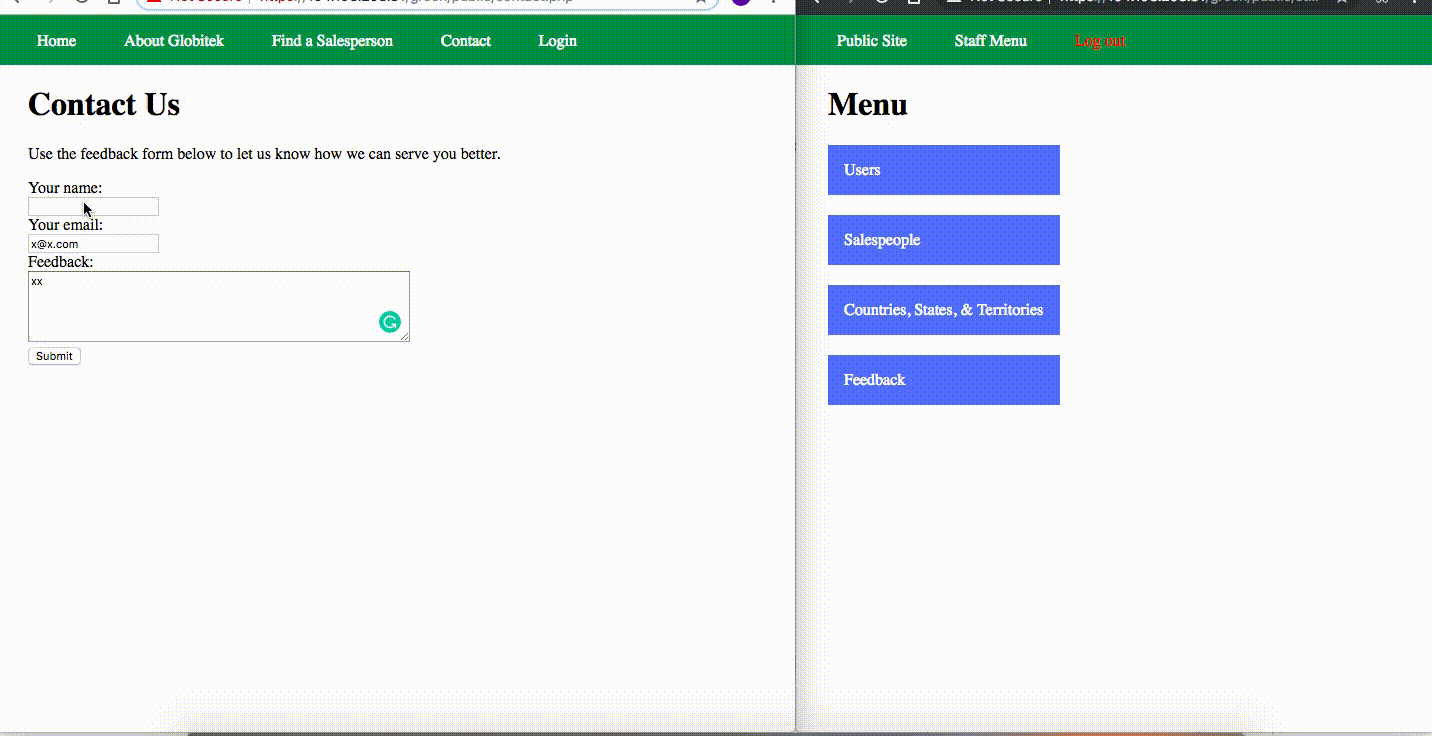 Home About Globitek Find a Salesperson Contact Login
Contact Us
Use the feedback form below to let us know how we can serve you better.
Your name:
Your email:
x@x.com
Feedback:
xx
Submit
Public Site Staff Menu Log out
Menu
Users
Salespeople
Countries, States, & Territories
Feedback